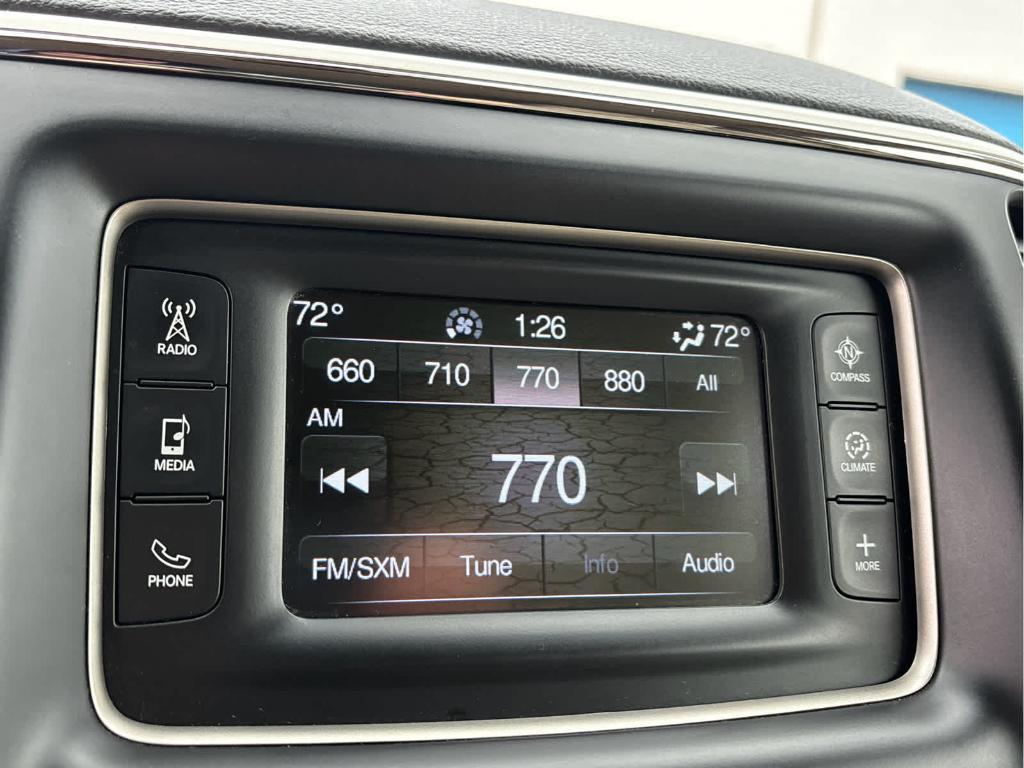 72° 1:26 72°
660 710 770 880 All
AM
770
FM/SXM Tune Info Audio
RADIO
MEDIA
PHONE
N
COMPASS
CLIMATE
MORE